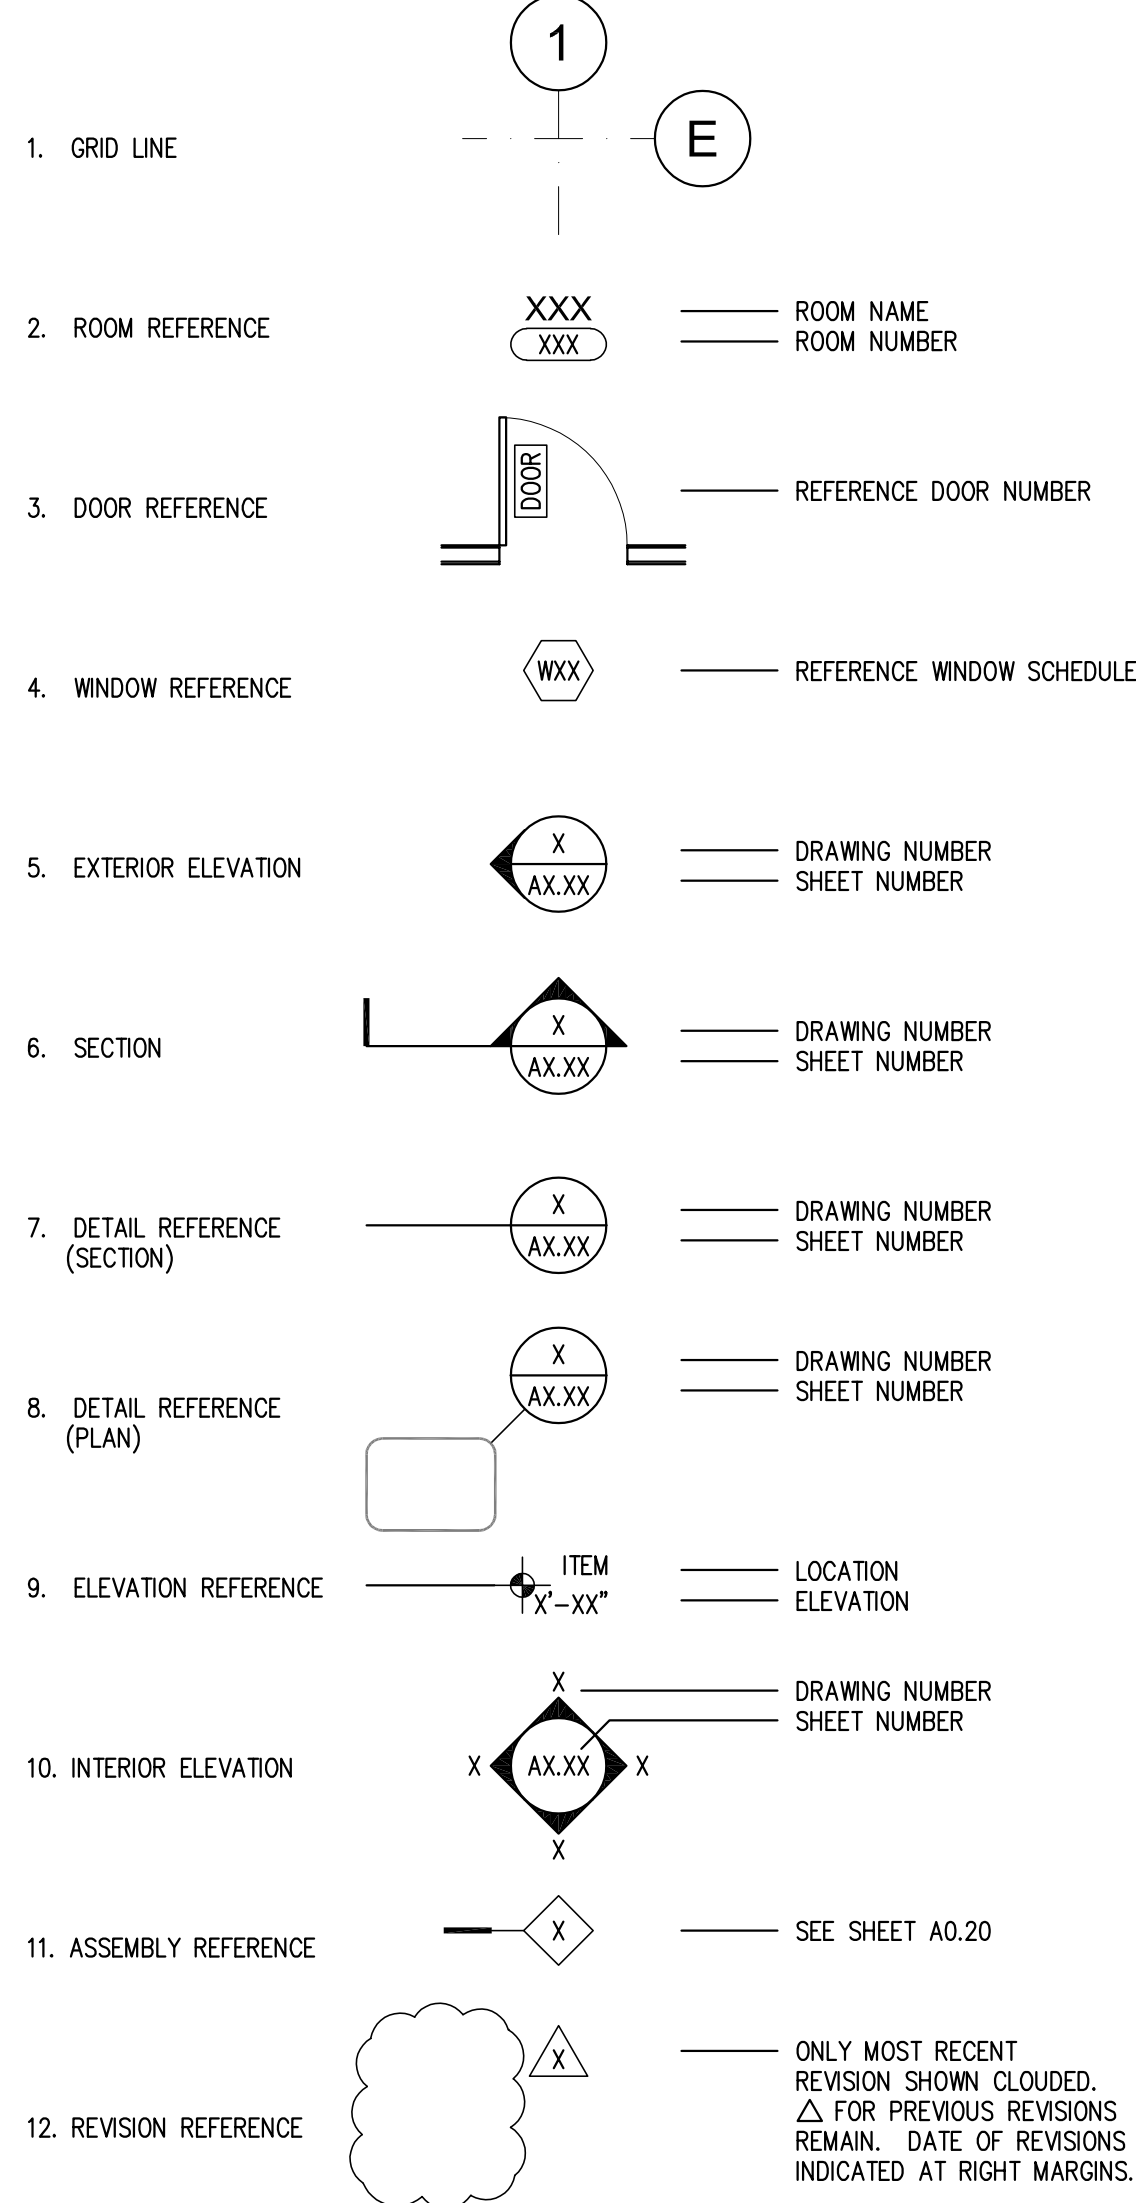 1
E
1. GRID LINE
2. ROOM REFERENCE
XXX
XXX
ROOM NAME
ROOM NUMBER
3. DOOR REFERENCE
DOOR
REFERENCE DOOR NUMBER
4. WINDOW REFERENCE
WXX
REFERENCE WINDOW SCHEDULE
5. EXTERIOR ELEVATION
X
AX.XX
DRAWING NUMBER
SHEET NUMBER
6. SECTION
X
AX.XX
DRAWING NUMBER
SHEET NUMBER
7. DETAIL REFERENCE
(SECTION)
X
AX.XX
DRAWING NUMBER
SHEET NUMBER
8. DETAIL REFERENCE
(PLAN)
X
AX.XX
DRAWING NUMBER
SHEET NUMBER
9. ELEVATION REFERENCE
ITEM
X'-XX"
LOCATION
ELEVATION
10. INTERIOR ELEVATION
X
X
AX.XX
X
X
DRAWING NUMBER
SHEET NUMBER
11. ASSEMBLY REFERENCE
X
SEE SHEET A0.20
12. REVISION REFERENCE
X
ONLY MOST RECENT
REVISION SHOWN CLOUDED.
△ FOR PREVIOUS REVISIONS
REMAIN. DATE OF REVISIONS
INDICATED AT RIGHT MARGINS.